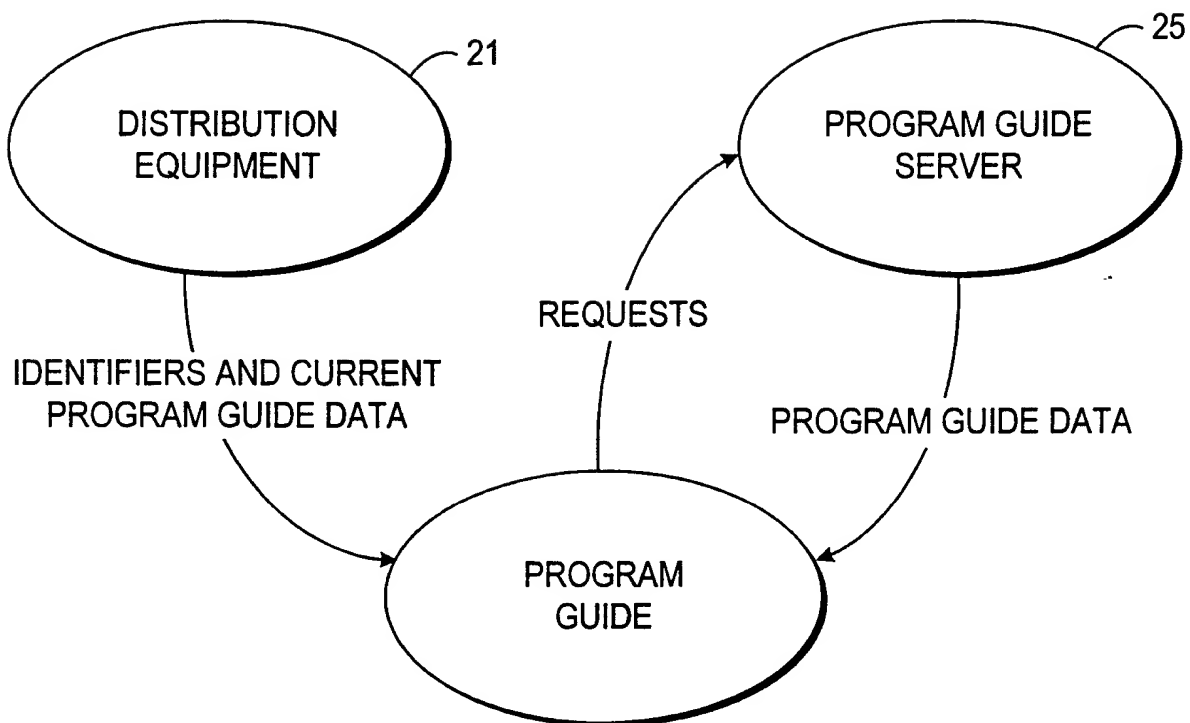 21
25
DISTRIBUTION
EQUIPMENT
PROGRAM GUIDE
SERVER
REQUESTS
IDENTIFIERS AND CURRENT
PROGRAM GUIDE DATA
PROGRAM GUIDE DATA
PROGRAM
GUIDE